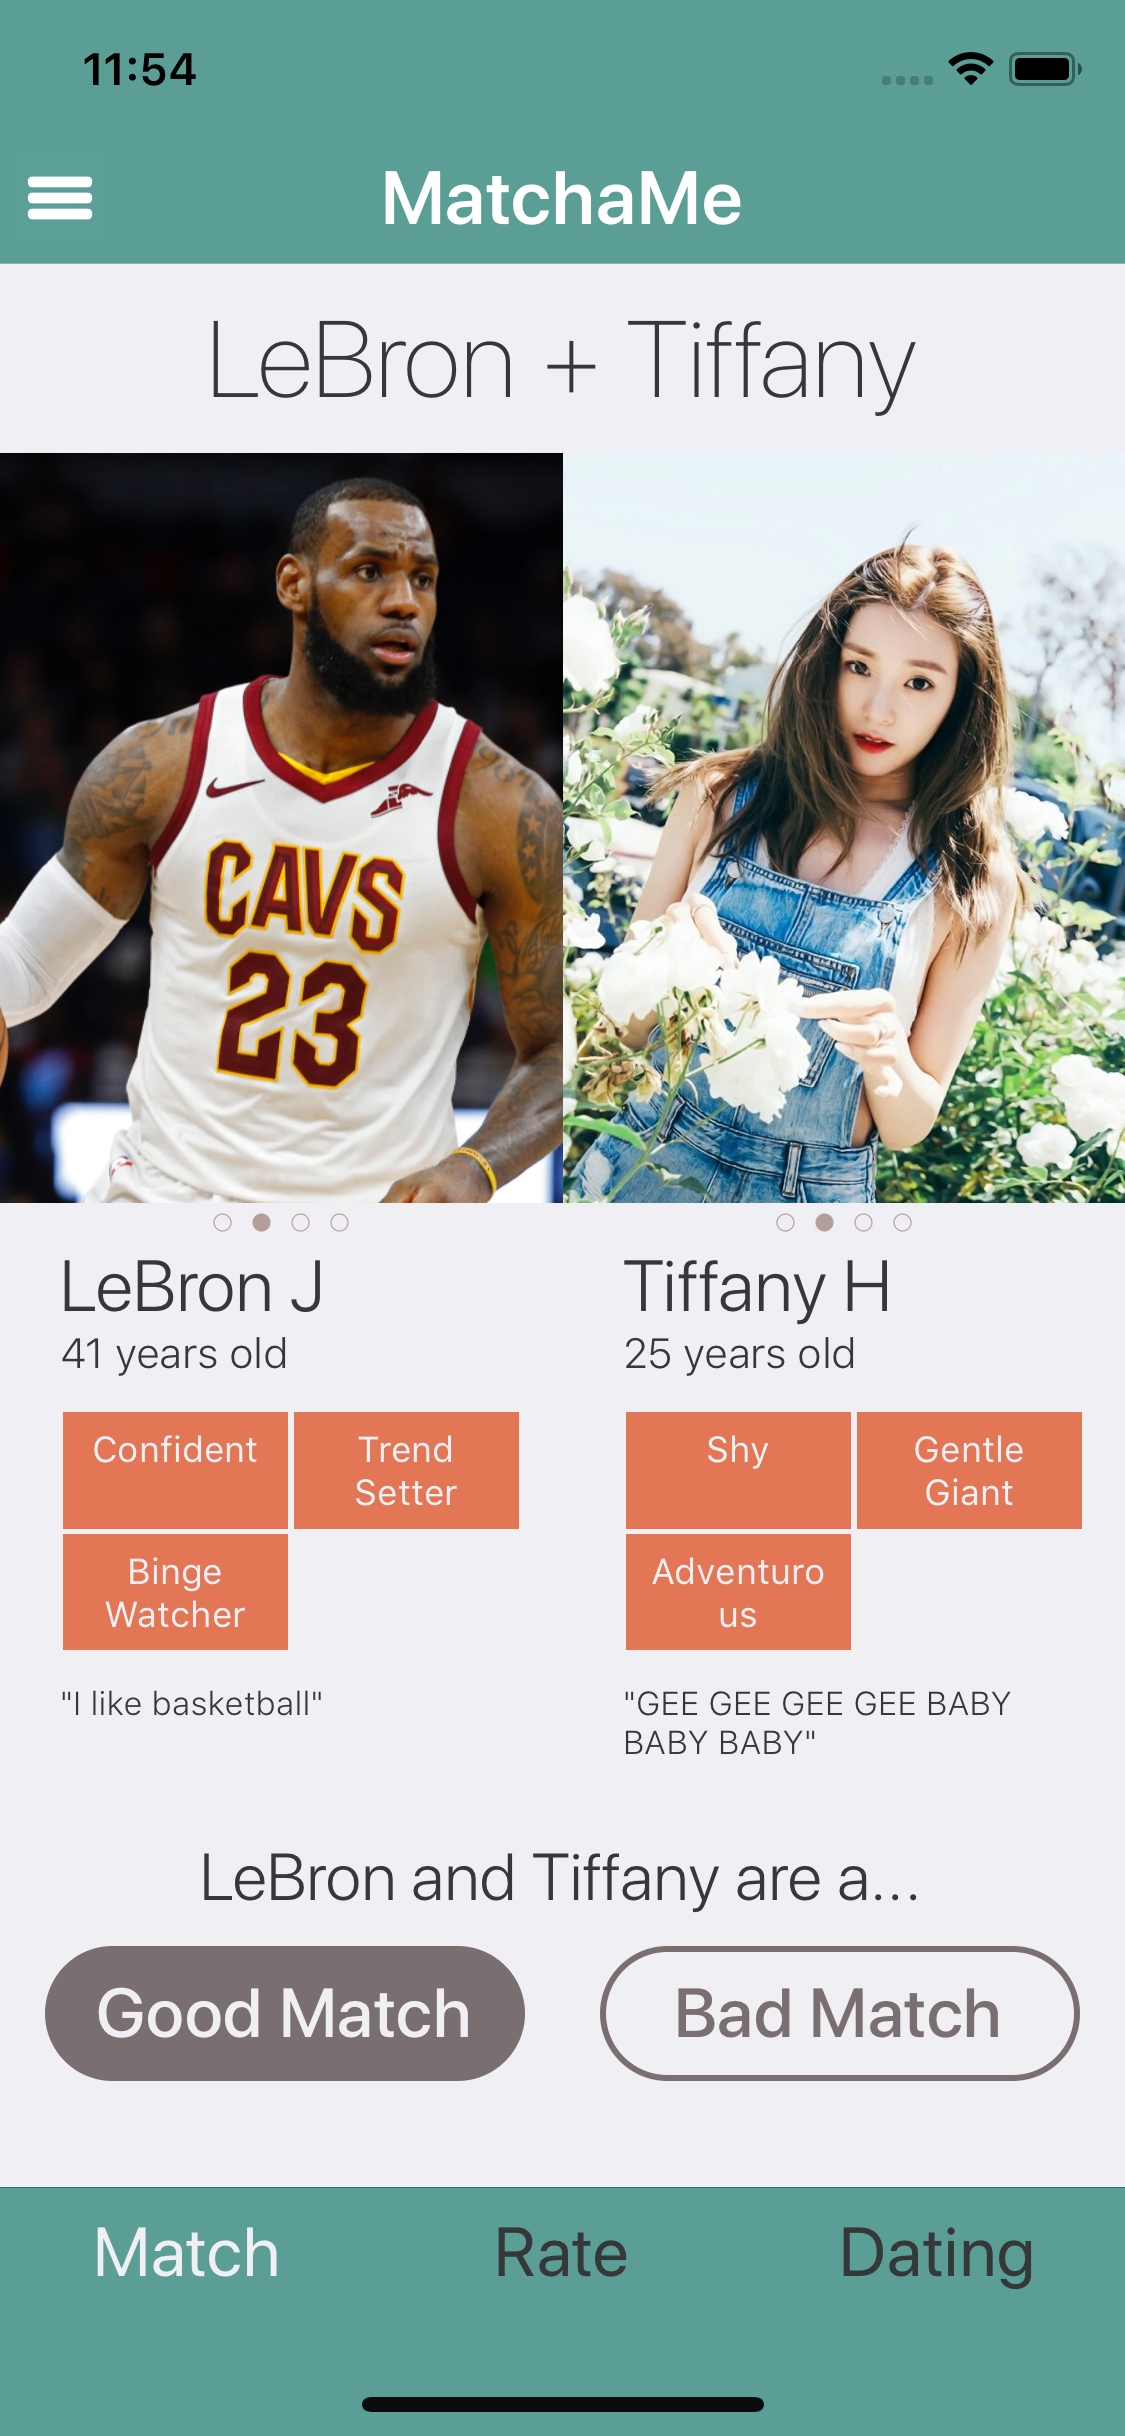 11:54
MatchaMe
LeBron + Tiffany
CAVS
23
LeBron J
41 years old
Confident
Trend
Setter
Binge
Watcher
"I like basketball"
Tiffany H
25 years old
Shy
Gentle
Giant
Adventuro
us
"GEE GEE GEE GEE BABY
BABY BABY"
LeBron and Tiffany are a...
Good Match
Bad Match
Match
Rate
Dating